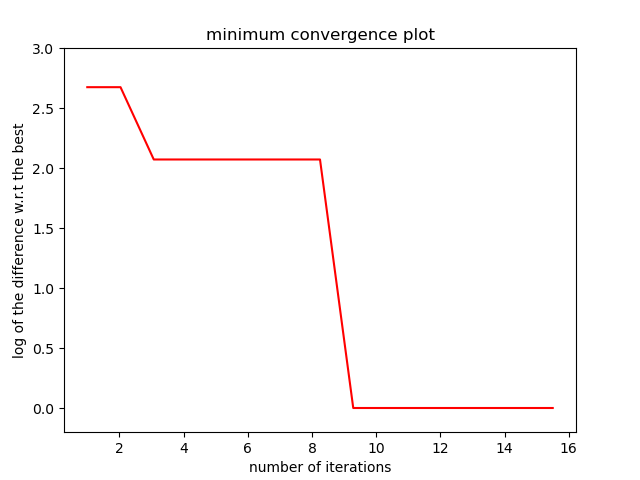 minimum convergence plot
log of the difference w.r.t the best
3.0
2.5
2.0
1.5
1.0
0.5
0.0
2 4 6 8 10 12 14 16
number of iterations